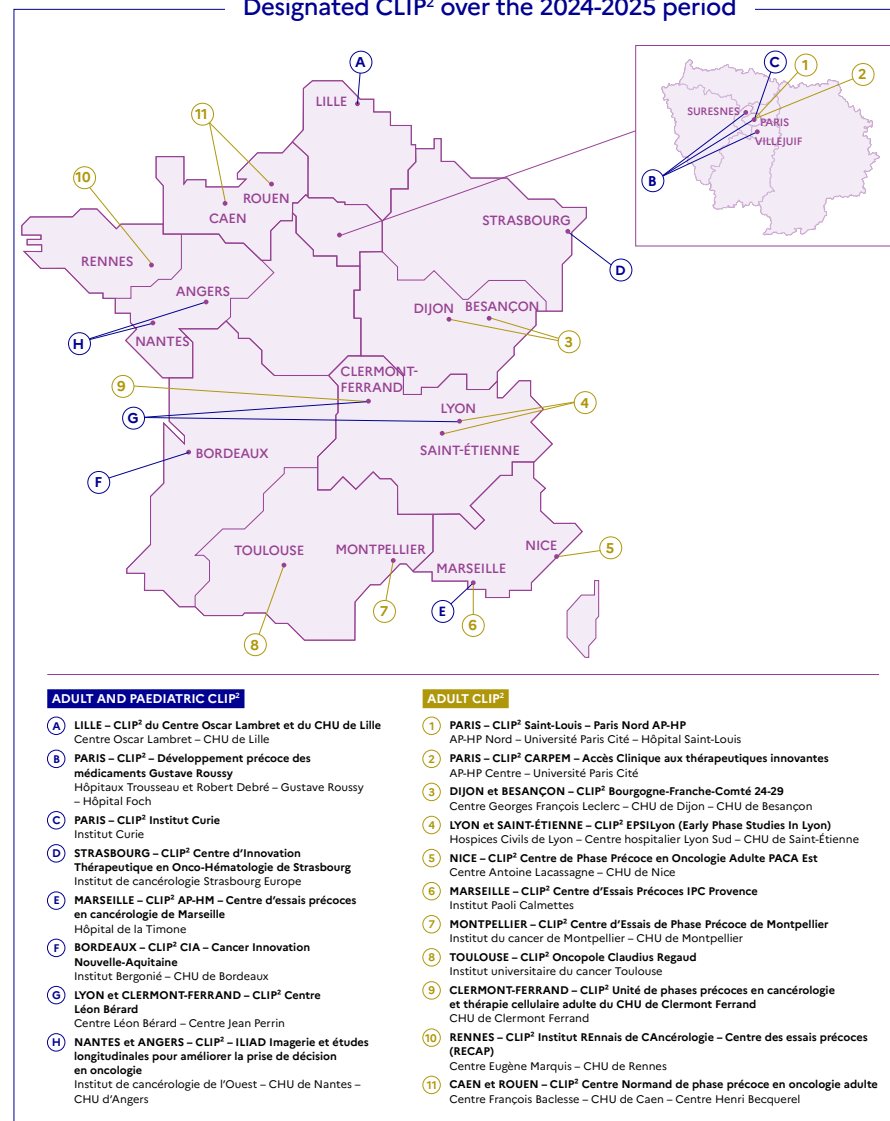 Designated CLIP² over the 2024-2025 period
A
LILLE
11
10
ROUEN
CAEN
RENNES
STRASBOURG
D
ANGERS
H
NANTES
DIJON
BESANÇON
3
CLERMONT-
FERRAND
9
G
LYON
4
SAINT-ÉTIENNE
F
BORDEAUX
TOULOUSE
MONTPELLIER
NICE
5
MARSEILLE
E
6
7
8
C
1
2
SURESNES
PARIS
VILLEJUIF
B
ADULT AND PAEDIATRIC CLIP²
A LILLE – CLIP² du Centre Oscar Lambret et du CHU de Lille
Centre Oscar Lambret – CHU de Lille
B PARIS – CLIP² – Développement précoce des
médicaments Gustave Roussy
Hôpitaux Trousseau et Robert Debré – Gustave Roussy
– Hôpital Foch
C PARIS – CLIP² Institut Curie
Institut Curie
D STRASBOURG – CLIP² Centre d'Innovation
Thérapeutique en Onco-Hématologie de Strasbourg
Institut de cancérologie Strasbourg Europe
E MARSEILLE – CLIP² AP-HM – Centre d'essais précoces
en cancérologie de Marseille
Hôpital de la Timone
F BORDEAUX – CLIP² CIA – Cancer Innovation
Nouvelle-Aquitaine
Institut Bergonié – CHU de Bordeaux
G LYON et CLERMONT-FERRAND – CLIP² Centre
Léon Bérard
Centre Léon Bérard – Centre Jean Perrin
H NANTES et ANGERS – CLIP² – ILIAD Imagerie et études
longitudinales pour améliorer la prise de décision
en oncologie
Institut de cancérologie de l'Ouest – CHU de Nantes –
CHU d'Angers
ADULT CLIP²
1 PARIS – CLIP² Saint-Louis – Paris Nord AP-HP
AP-HP Nord – Université Paris Cité – Hôpital Saint-Louis
2 PARIS – CLIP² CARPEM – Accès Clinique aux thérapeutiques innovantes
AP-HP Centre – Université Paris Cité
3 DIJON et BESANÇON – CLIP² Bourgogne-Franche-Comté 24-29
Centre Georges François Leclerc – CHU de Dijon – CHU de Besançon
4 LYON et SAINT-ÉTIENNE – CLIP² EPSILyon (Early Phase Studies In Lyon)
Hospices Civils de Lyon – Centre hospitalier Lyon Sud – CHU de Saint-Étienne
5 NICE – CLIP² Centre de Phase Précoce en Oncologie Adulte PACA Est
Centre Antoine Lacassagne – CHU de Nice
6 MARSEILLE – CLIP² Centre d'Essais Précoces IPC Provence
Institut Paoli Calmettes
7 MONTPELLIER – CLIP² Centre d'Essais de Phase Précoce de Montpellier
Institut du cancer de Montpellier – CHU de Montpellier
8 TOULOUSE – CLIP² Oncopole Claudius Regaud
Institut universitaire du cancer Toulouse
9 CLERMONT-FERRAND – CLIP² Unité de phases précoces en cancérologie
et thérapie cellulaire adulte du CHU de Clermont Ferrand
CHU de Clermont Ferrand
10 RENNES – CLIP² Institut REnnais de CAncérologie – Centre des essais précoces
(RECAP)
Centre Eugène Marquis – CHU de Rennes
11 CAEN et ROUEN – CLIP² Centre Normand de phase précoce en oncologie adulte
Centre François Baclesse – CHU de Caen – Centre Henri Becquerel